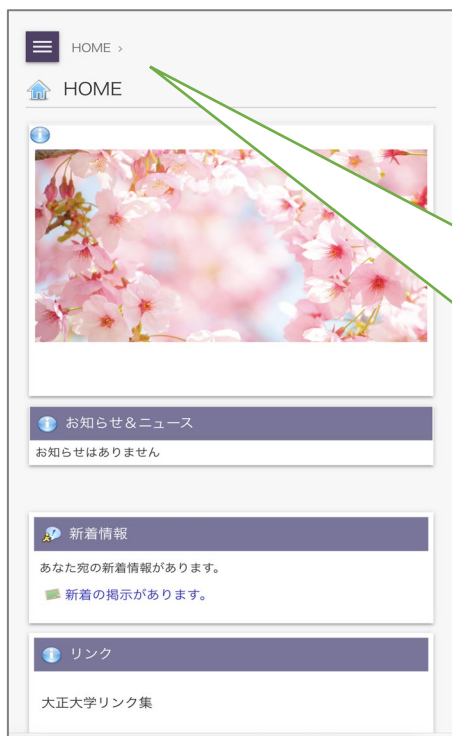 HOME ›
HOME
お知らせ＆ニュース
お知らせはありません
新着情報
あなた宛の新着情報があります。
新着の掲示があります。
リンク
大正大学リンク集